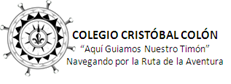 COLEGIO CRISTÓBAL COLÓN
“Aquí Guiamos Nuestro Timón”
Navegando por la Ruta de la Aventura